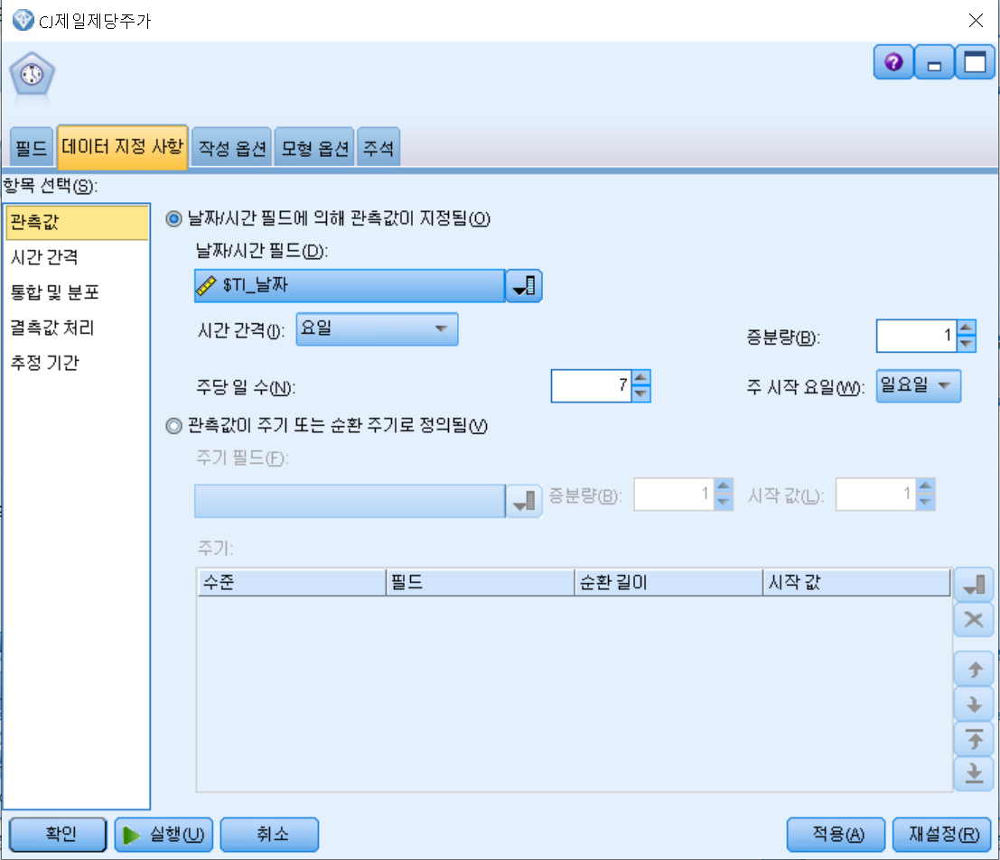 CJ제일제당주가
필드 데이터 지정 사항 작성 옵션 모형 옵션 주석
항목 선택(S):
관측값
시간 간격
통합 및 분포
결측값 처리
추정 기간
날짜/시간 필드에 의해 관측값이 지정됨(O)
날짜/시간 필드(D):
$TI_날짜
시간 간격(I): 요일 증분량(B): 1
주당 일 수(N): 7 주 시작 요일(W): 일요일
관측값이 주기 또는 순환 주기로 정의됨(V)
주기 필드(F):
증분량(B): 1 시작 값(L): 1
주기:
수준 필드 순환 길이 시작 값
확인 실행(U) 취소 적용(A) 재설정(R)